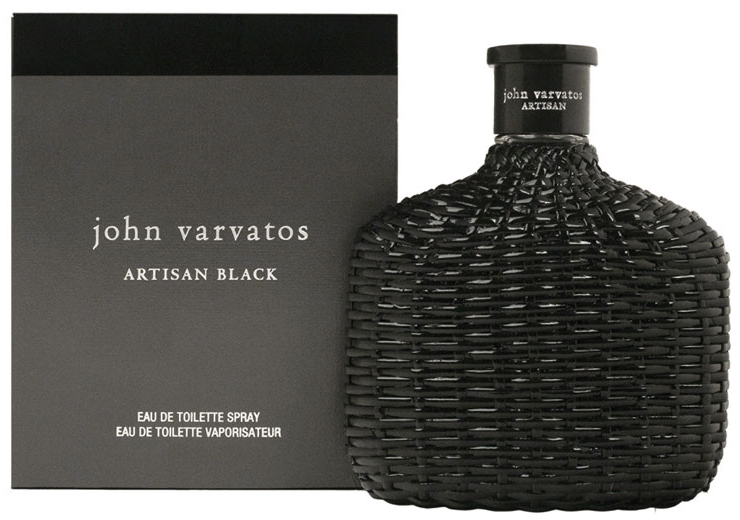 john varvatos
ARTISAN BLACK
EAU DE TOILETTE SPRAY
EAU DE TOILETTE VAPORISATEUR
john varvatos
ARTISAN